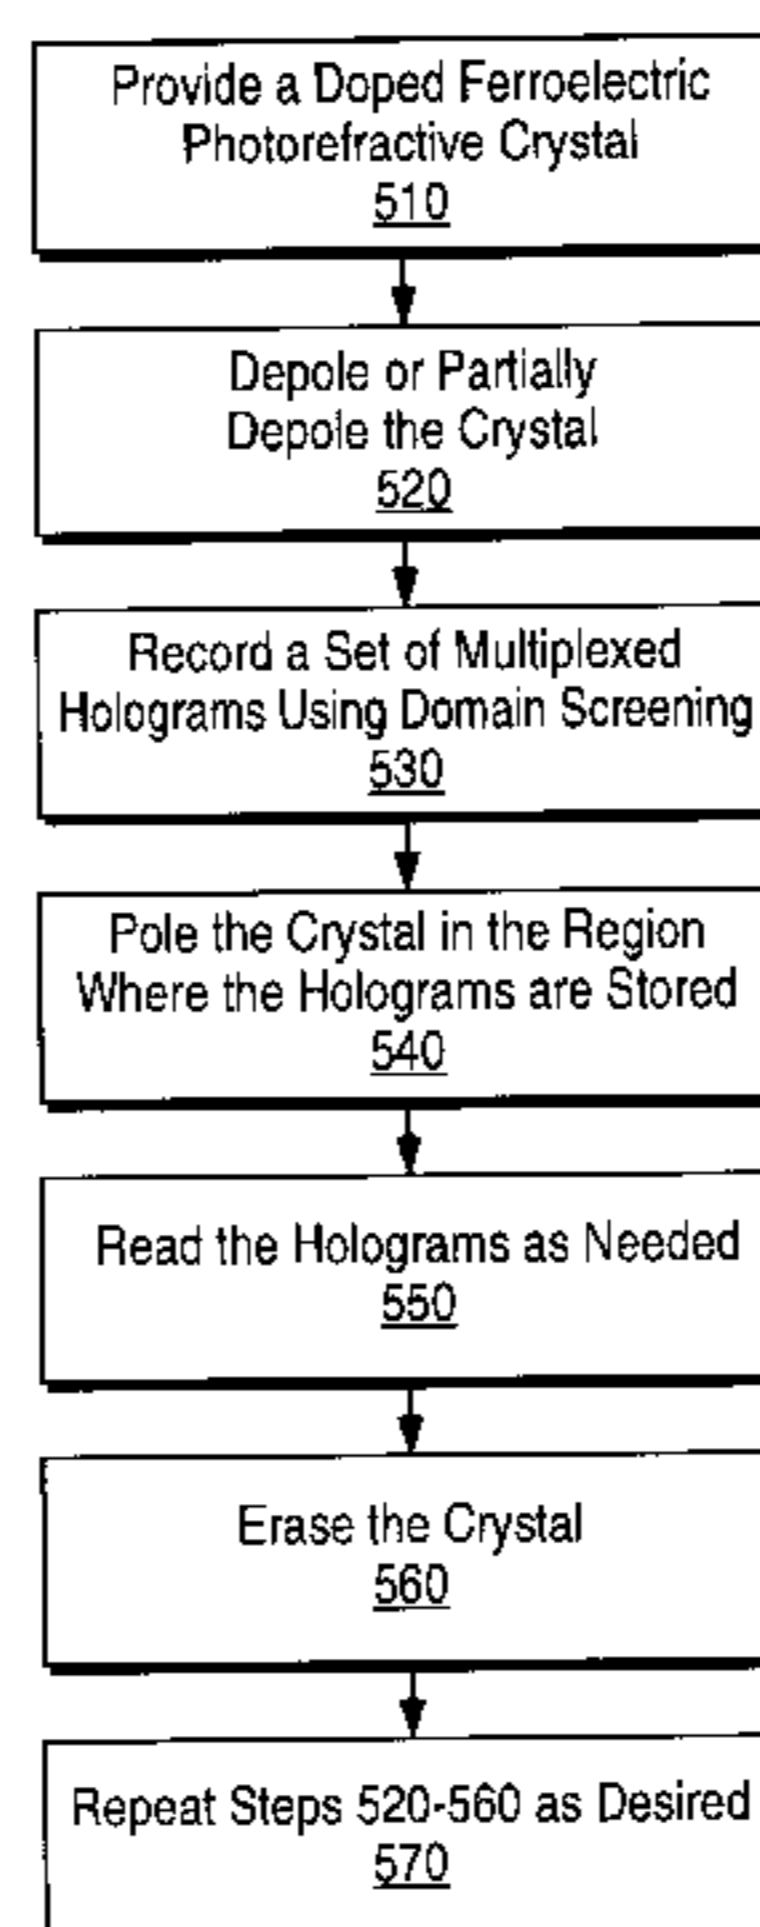 Provide a Doped Ferroelectric
Photorefractive Crystal
510
Depole or Partially
Depole the Crystal
520
Record a Set of Multiplexed
Holograms Using Domain Screening
530
Pole the Crystal in the Region
Where the Holograms are Stored
540
Read the Holograms as Needed
550
Erase the Crystal
560
Repeat Steps 520-560 as Desired
570